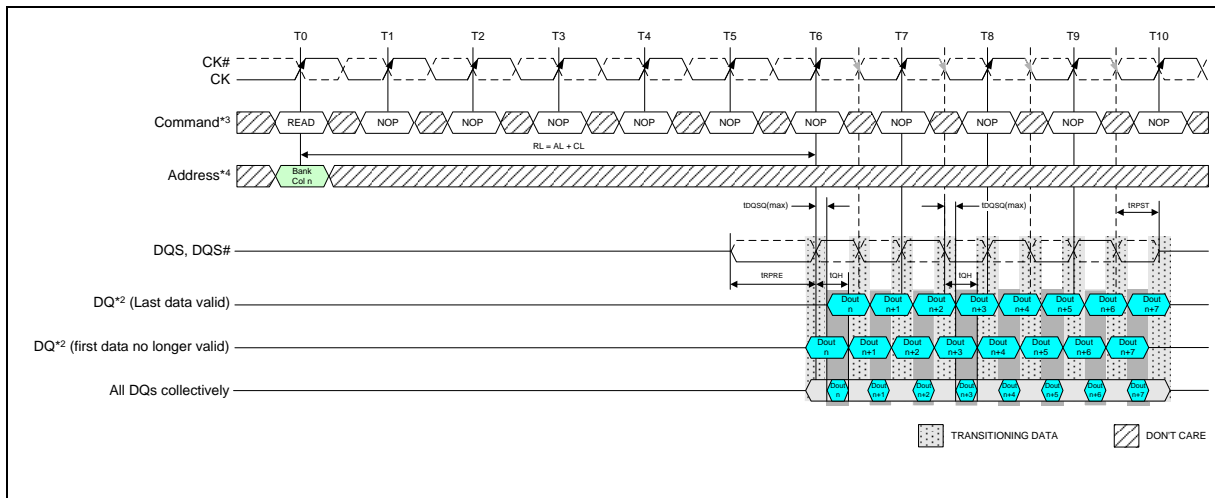 T0 T1 T2 T3 T4 T5 T6 T7 T8 T9 T10
CK#
CK
Command*3 READ NOP NOP NOP NOP NOP NOP NOP NOP NOP NOP
RL = AL + CL
Address*4 Bank
Col n
tDQSQ(max) tDQSQ(max) tRPST
DQS, DQS#
tRPRE tQH tQH
DQ*2 (Last data valid) Dout Dout Dout Dout Dout Dout Dout Dout
n n+1 n+2 n+3 n+4 n+5 n+6 n+7
DQ*2 (first data no longer valid) Dout Dout Dout Dout Dout Dout Dout Dout
n n+1 n+2 n+3 n+4 n+5 n+6 n+7
All DQs collectively Dout Dout Dout Dout Dout Dout Dout Dout
n n+1 n+2 n+3 n+4 n+5 n+6 n+7
TRANSITIONING DATA DON'T CARE